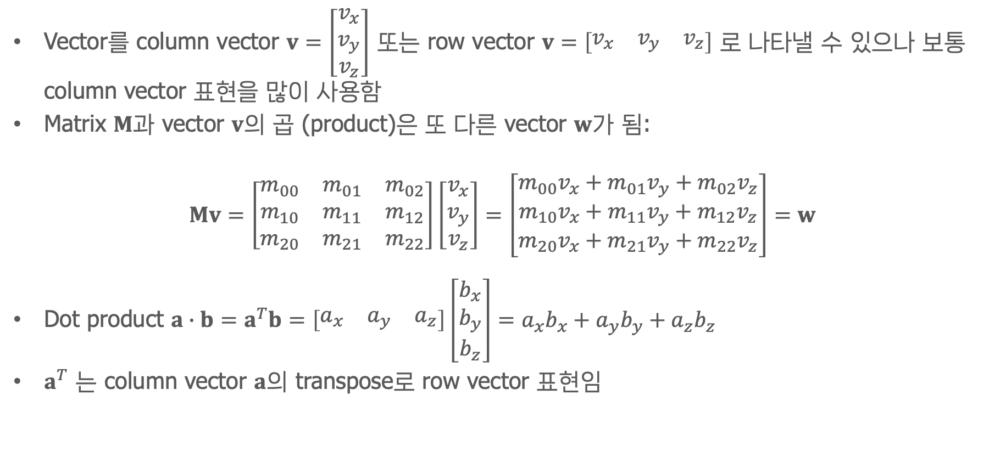 • Vector를 column vector $\mathbf{v} = \begin{bmatrix} v_x \\ v_y \\ v_z \end{bmatrix}$ 또는 row vector $\mathbf{v} = [v_x \quad v_y \quad v_z]$ 로 나타낼 수 있으나 보통
column vector 표현을 많이 사용함
• Matrix $\mathbf{M}$과 vector $\mathbf{v}$의 곱 (product)은 또 다른 vector $\mathbf{w}$가 됨:
$\mathbf{Mv} = \begin{bmatrix} m_{00} & m_{01} & m_{02} \\ m_{10} & m_{11} & m_{12} \\ m_{20} & m_{21} & m_{22} \end{bmatrix} \begin{bmatrix} v_x \\ v_y \\ v_z \end{bmatrix} = \begin{bmatrix} m_{00}v_x + m_{01}v_y + m_{02}v_z \\ m_{10}v_x + m_{11}v_y + m_{12}v_z \\ m_{20}v_x + m_{21}v_y + m_{22}v_z \end{bmatrix} = \mathbf{w}$
• Dot product $\mathbf{a} \cdot \mathbf{b} = \mathbf{a}^T\mathbf{b} = [a_x \quad a_y \quad a_z] \begin{bmatrix} b_x \\ b_y \\ b_z \end{bmatrix} = a_xb_x + a_yb_y + a_zb_z$
• $\mathbf{a}^T$ 는 column vector $\mathbf{a}$의 transpose로 row vector 표현임